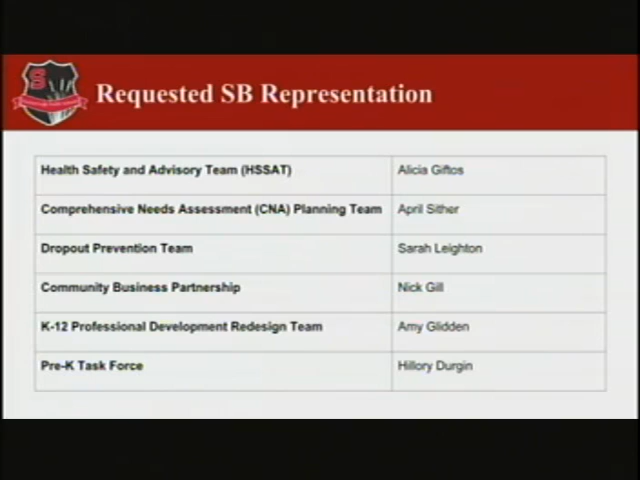 S
Requested SB Representation
Health Safety and Advisory Team (HSSAT) Alicia Giftos
Comprehensive Needs Assessment (CNA) Planning Team April Sither
Dropout Prevention Team Sarah Leighton
Community Business Partnership Nick Gill
K-12 Professional Development Redesign Team Amy Glidden
Pre-K Task Force Hillory Durgin